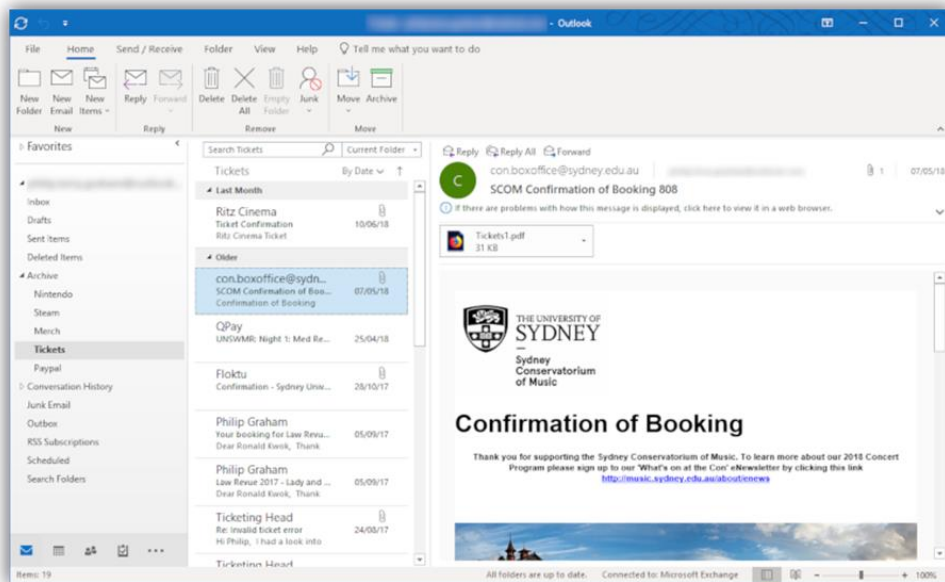 - Outlook
File Home Send / Receive Folder View Help Tell me what you want to do
New Folder New Email New Items Reply Forward Delete Delete All Empty Folder Junk Move Archive
New Reply Remove Move
Favorites
Inbox
Drafts
Sent Items
Deleted Items
Archive
Nintendo
Steam
Merch
Tickets
Paypal
Conversation History
Junk Email
Outbox
RSS Subscriptions
Scheduled
Search Folders
Search Tickets Current Folder
Tickets By Date
Last Month
Ritz Cinema
Ticket Confirmation 10/06/18
Ritz Cinema Ticket
Older
con.boxoffice@sydn...
SCOM Confirmation of Boo... 07/05/18
Confirmation of Booking
QPay
UNSWMR: Night 1: Med Re... 25/04/18
Floktu
Confirmation - Sydney Univ... 28/10/17
Philip Graham
Your booking for Law Revu... 05/09/17
Dear Ronald Kwok, Thank
Philip Graham
Law Revue 2017 - Lady and ... 05/09/17
Dear Ronald Kwok, Thank
Ticketing Head
Re: Invalid ticket error 24/08/17
Hi Philip, I had a look into
Ticketing Head
Reply Reply All Forward
C
con.boxoffice@sydney.edu.au 1 07/05/18
SCOM Confirmation of Booking 808
If there are problems with how this message is displayed, click here to view it in a web browser.
Tickets1.pdf
31 KB
THE UNIVERSITY OF
SYDNEY
Sydney
Conservatorium
of Music
Confirmation of Booking
Thank you for supporting the Sydney Conservatorium of Music. To learn more about our 2018 Concert
Program please sign up to our 'What's on at the Con' eNewsletter by clicking this link
http://music.sydney.edu.au/about/enews
Items: 19 All folders are up to date. Connected to: Microsoft Exchange 100%